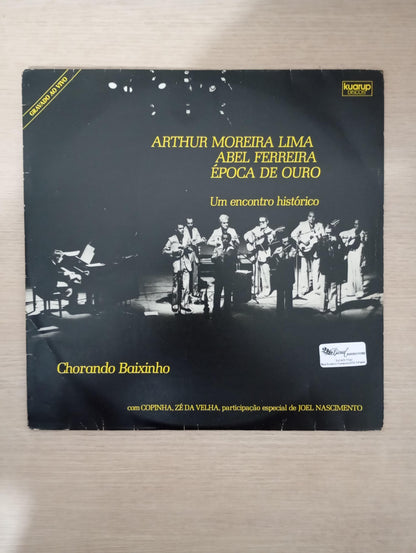 GRAVADO AO VIVO
kuarup
DISCOS
ARTHUR MOREIRA LIMA
ABEL FERREIRA
ÉPOCA DE OURO
Um encontro histórico
Chorando Baixinho
com COPINHA, ZÉ DA VELHA, participação especial de JOEL NASCIMENTO